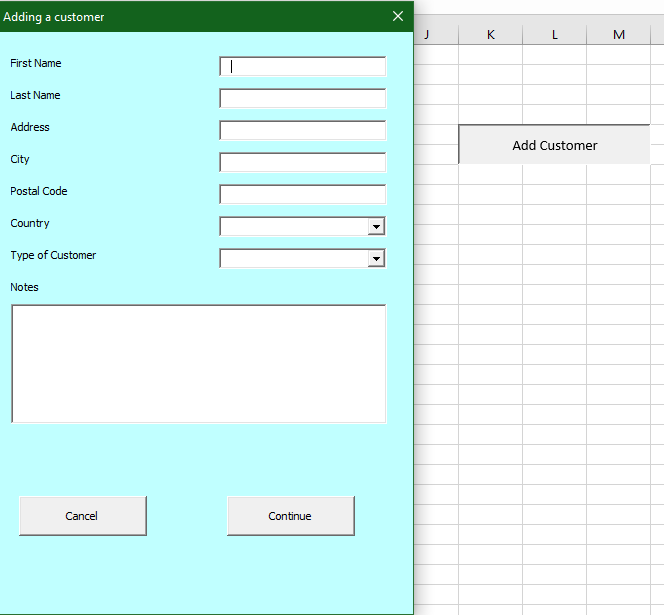 Adding a customer
J K L M
First Name
Last Name
Address
Add Customer
City
Postal Code
Country
Type of Customer
Notes
Cancel Continue